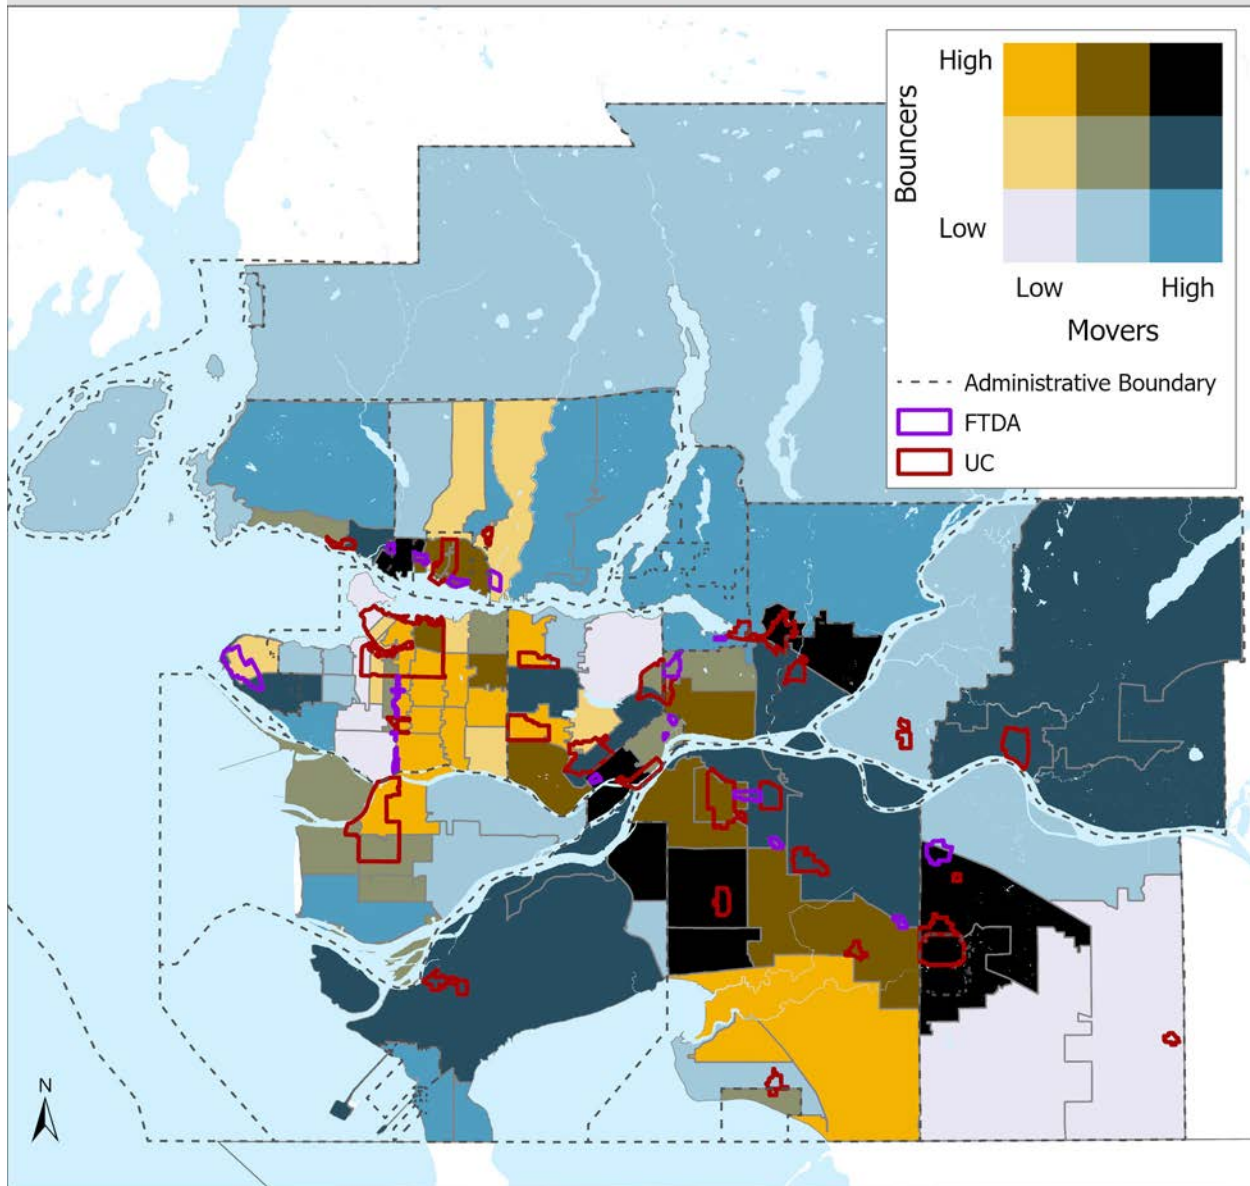 High
Bouncers
Low
Low High
Movers
Administrative Boundary
FTDA
UC
N